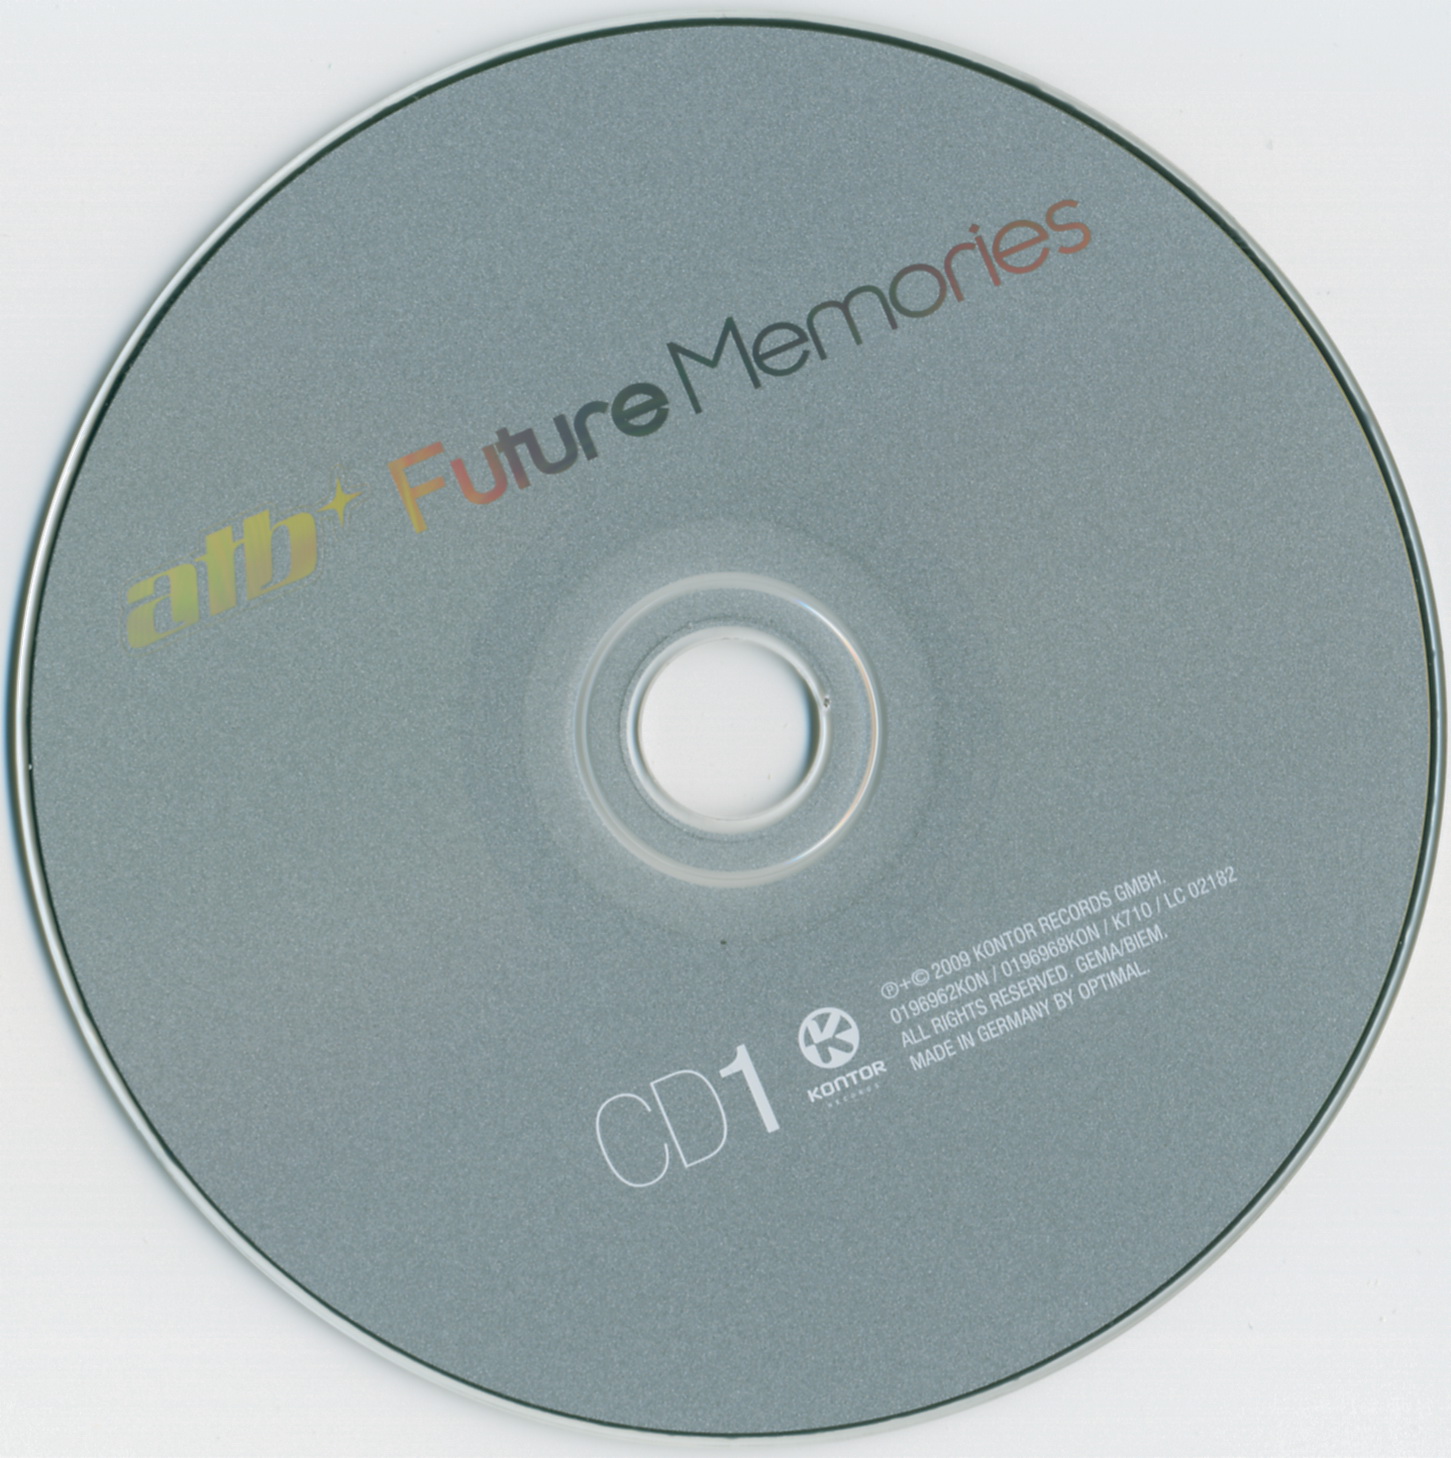 atb Future Memories
CD1
KONTOR
RECORDS
℗+© 2009 KONTOR RECORDS GMBH.
0196962KON / 0196968KON / K710 / LC 02182
ALL RIGHTS RESERVED. GEMA/BIEM.
MADE IN GERMANY BY OPTIMAL.